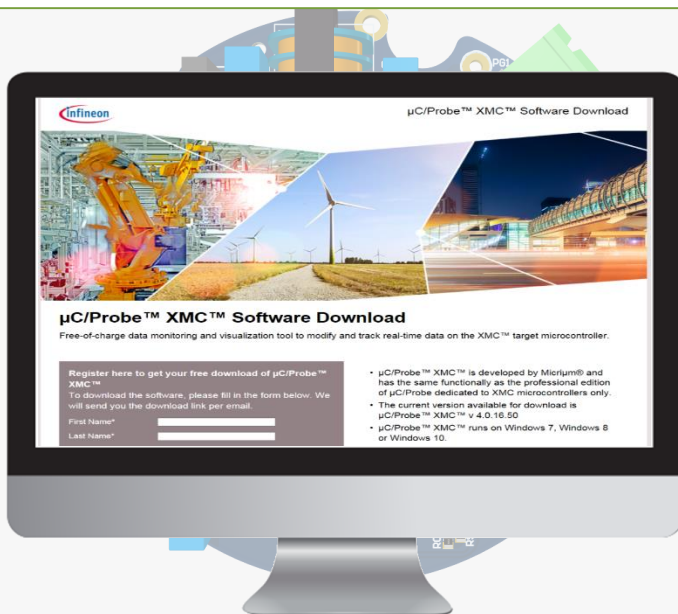 PG1
infineon
µC/Probe™ XMC™ Software Download
µC/Probe™ XMC™ Software Download
Free-of-charge data monitoring and visualization tool to modify and track real-time data on the XMC™ target microcontroller.
Register here to get your free download of µC/Probe™
XMC™
To download the software, please fill in the form below. We
will send you the download link per email.
First Name*
Last Name*
• µC/Probe™ XMC™ is developed by Micriµm® and
has the same functionally as the professional edition
of µC/Probe dedicated to XMC microcontrollers only.
• The current version available for download is
µC/Probe™ XMC™ v 4.0.16.50
• µC/Probe™ XMC™ runs on Windows 7, Windows 8
or Windows 10.